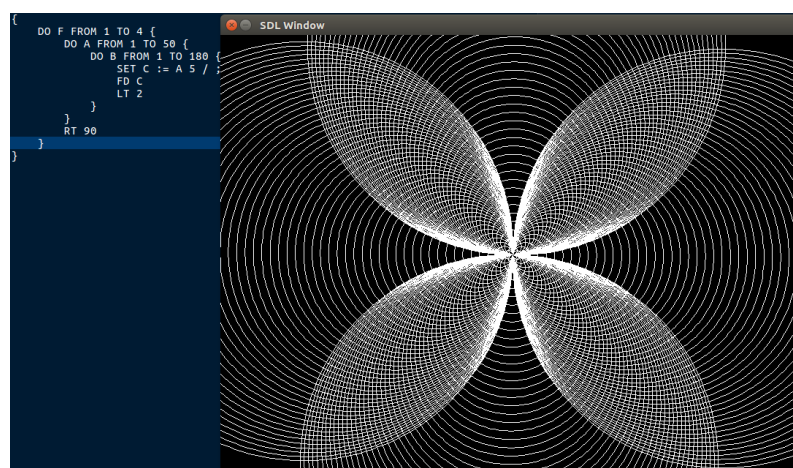 {
DO F FROM 1 TO 4 {
DO A FROM 1 TO 50 {
DO B FROM 1 TO 180 {
SET C := A 5 / ;
FD C
LT 2
}
}
RT 90
}
}
SDL Window